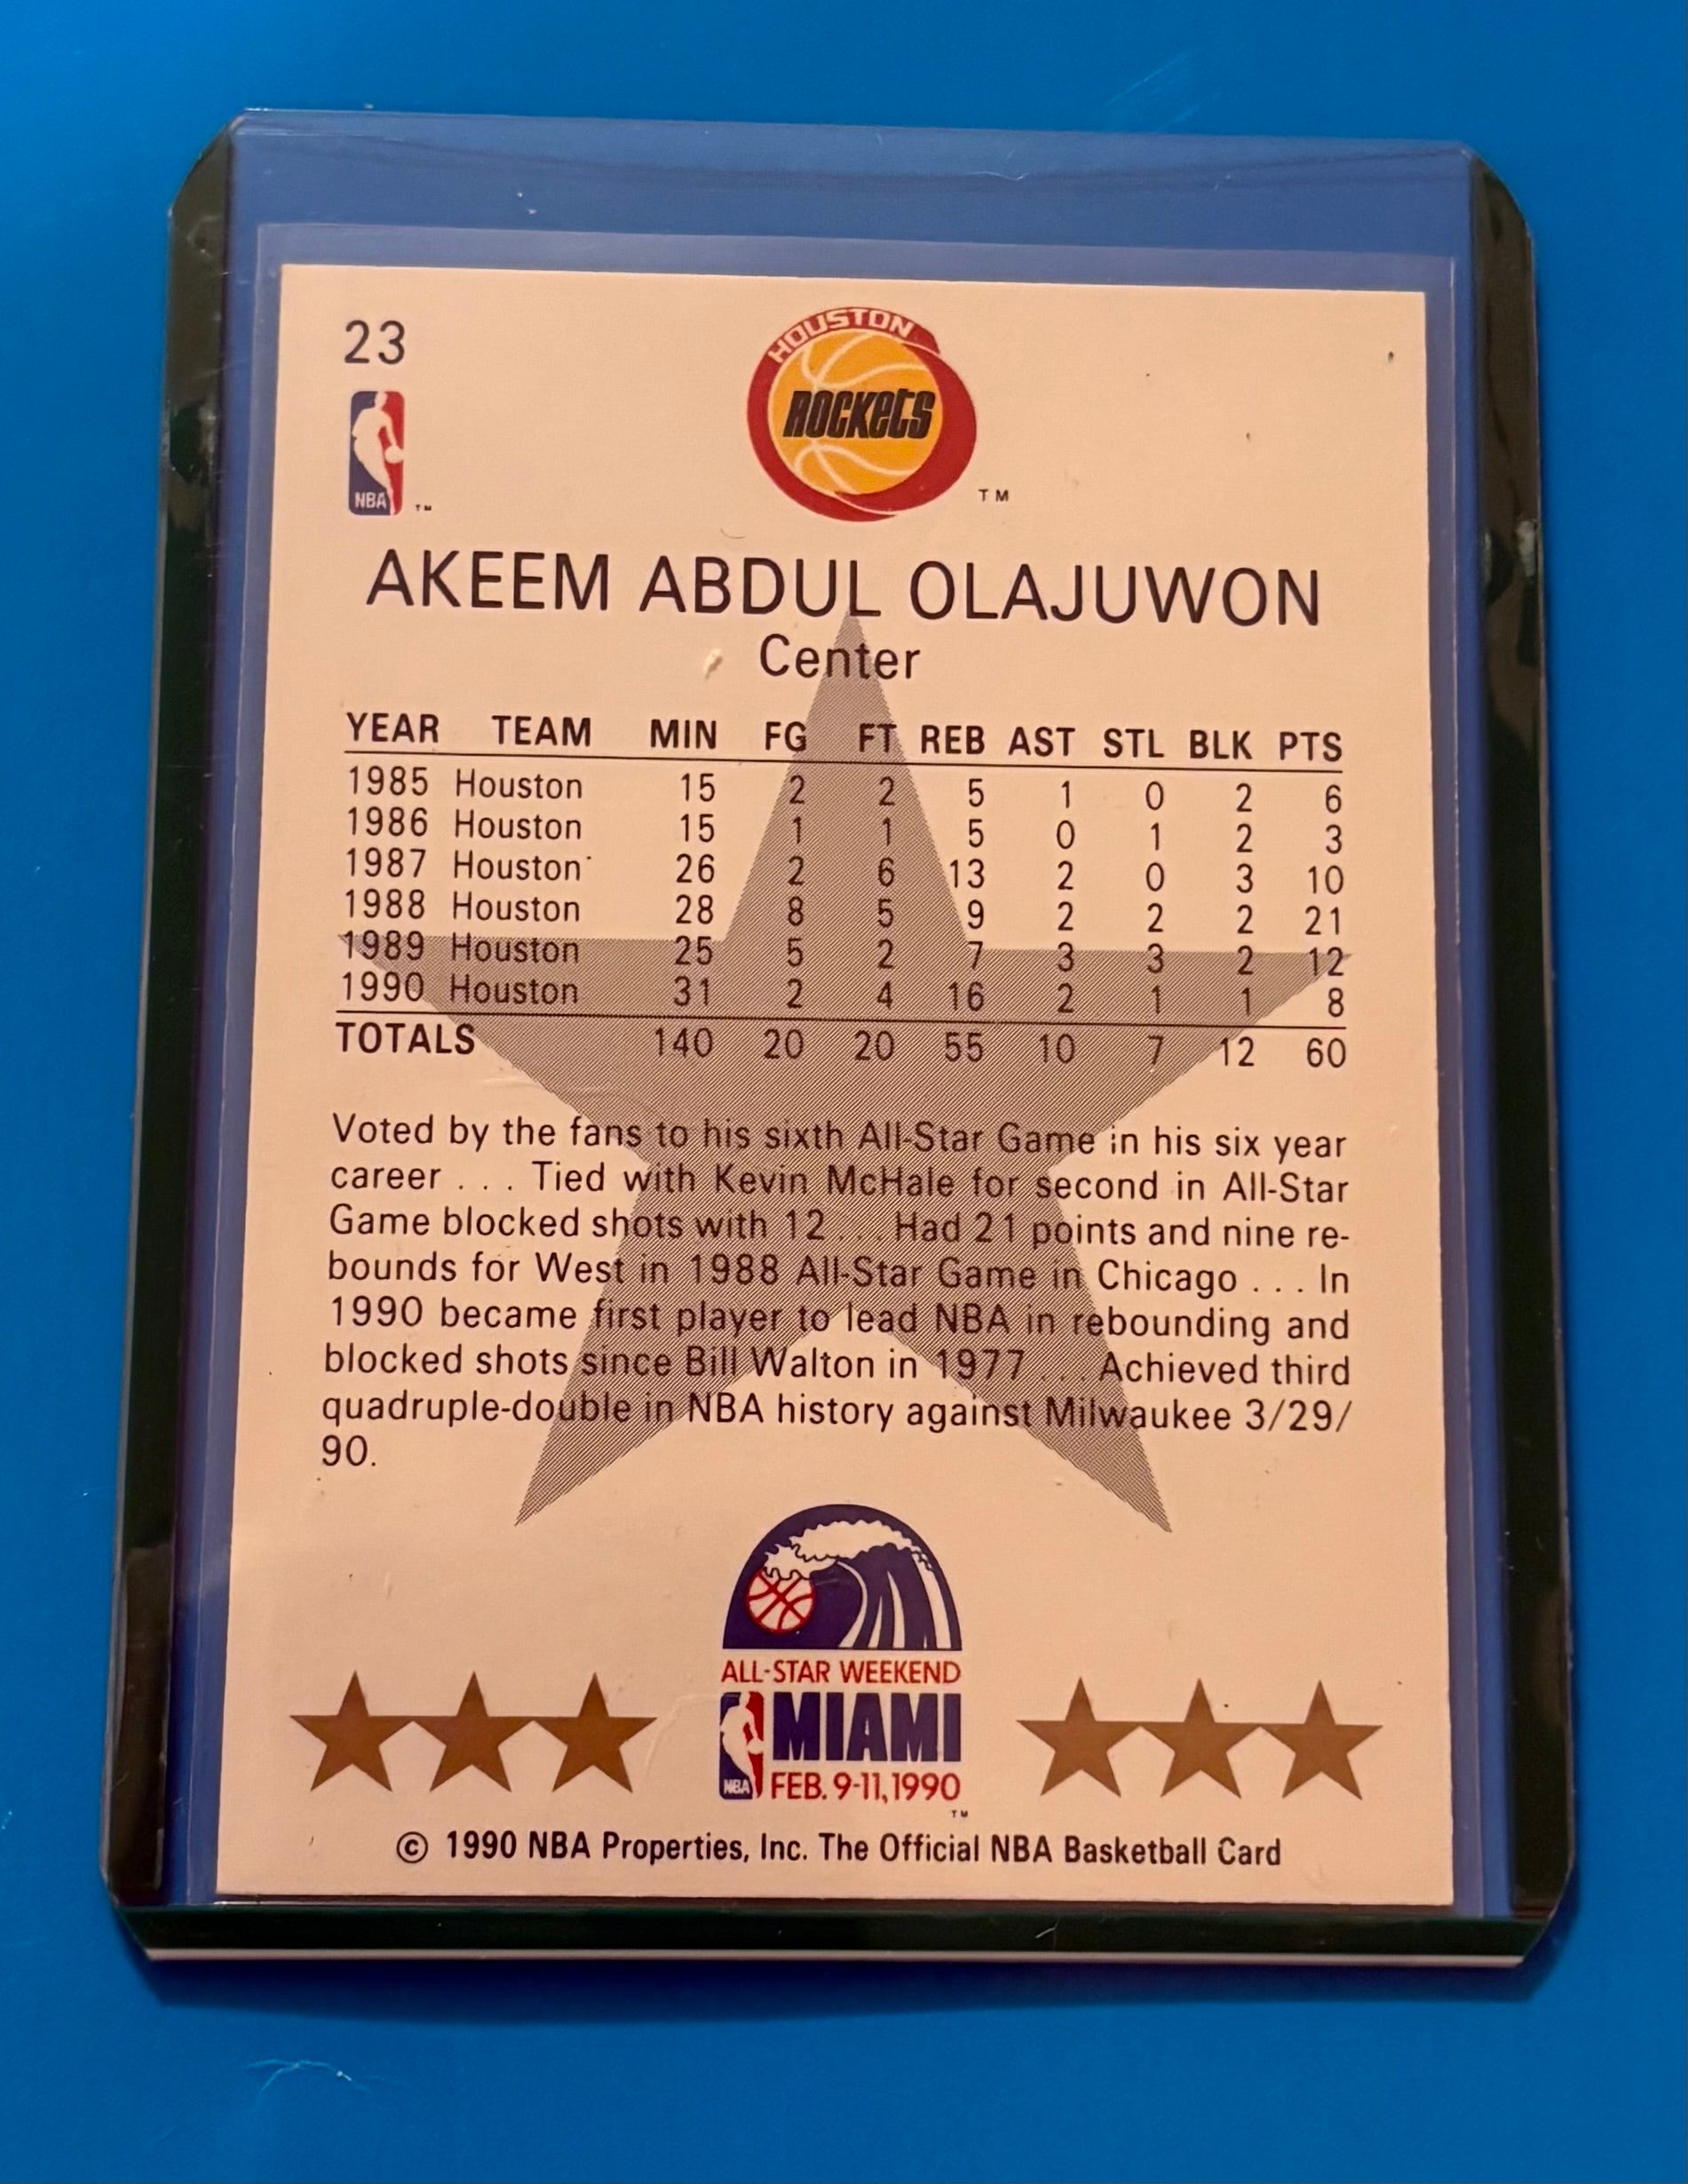 23
HOUSTON
ROCKETS
TM
NBA
TM
AKEEM ABDUL OLAJUWON
Center
YEAR TEAM MIN FG FT REB AST STL BLK PTS
1985 Houston 15 2 2 5 1 0 2 6
1986 Houston 15 1 1 5 0 1 2 3
1987 Houston 26 2 6 13 2 0 3 10
1988 Houston 28 8 5 9 2 2 2 21
1989 Houston 25 5 2 7 3 3 2 12
1990 Houston 31 2 4 16 2 1 1 8
TOTALS 140 20 20 55 10 7 12 60
Voted by the fans to his sixth All-Star Game in his six year
career . . . Tied with Kevin McHale for second in All-Star
Game blocked shots with 12 . . . Had 21 points and nine re-
bounds for West in 1988 All-Star Game in Chicago . . . In
1990 became first player to lead NBA in rebounding and
blocked shots since Bill Walton in 1977 . . . Achieved third
quadruple-double in NBA history against Milwaukee 3/29/
90.
ALL-STAR WEEKEND
MIAMI
NBA FEB. 9-11, 1990
TM
© 1990 NBA Properties, Inc. The Official NBA Basketball Card